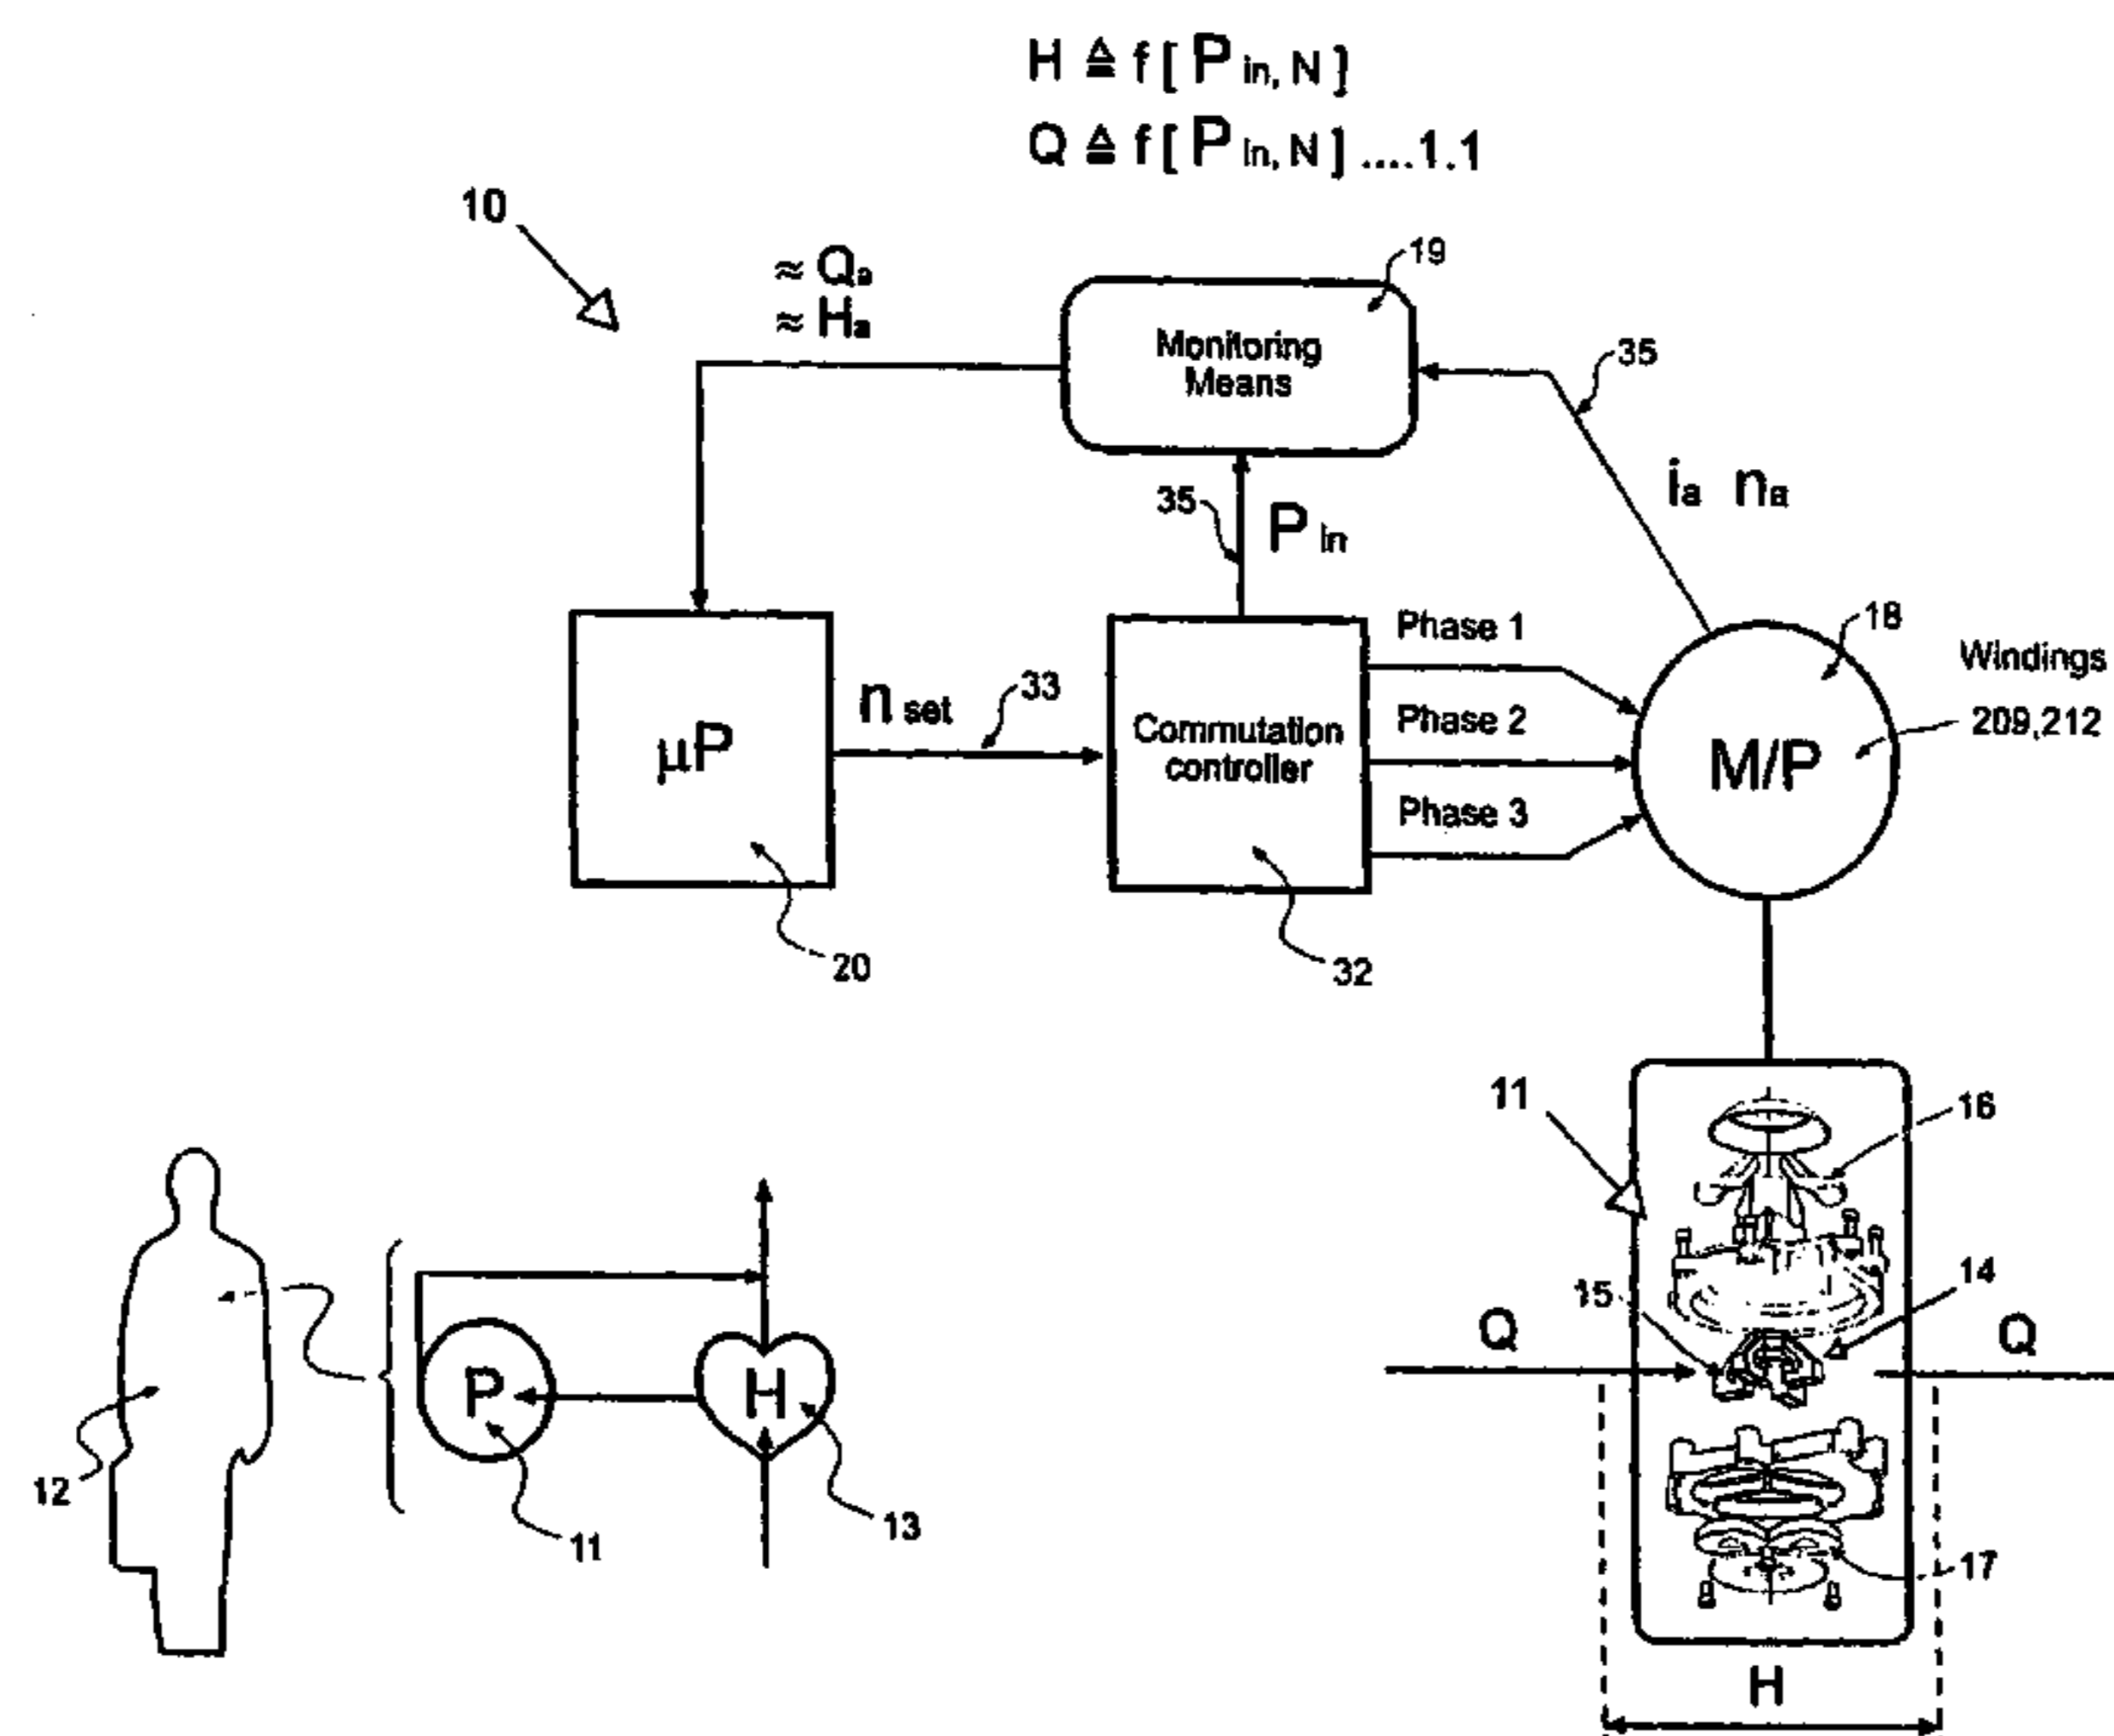 H ≙ f [ P in, N ]
Q ≙ f [ P in, N ] ....1.1
10
≈ Qa
≈ Ha
19
Monitoring
Means
35
ia na
35
P in
Phase 1
18
Windings
209,212
33
n set
µP
Commutation
controller
Phase 2
M/P
Phase 3
20
32
11
16
15
14
Q
Q
P
H
12
11
13
17
H